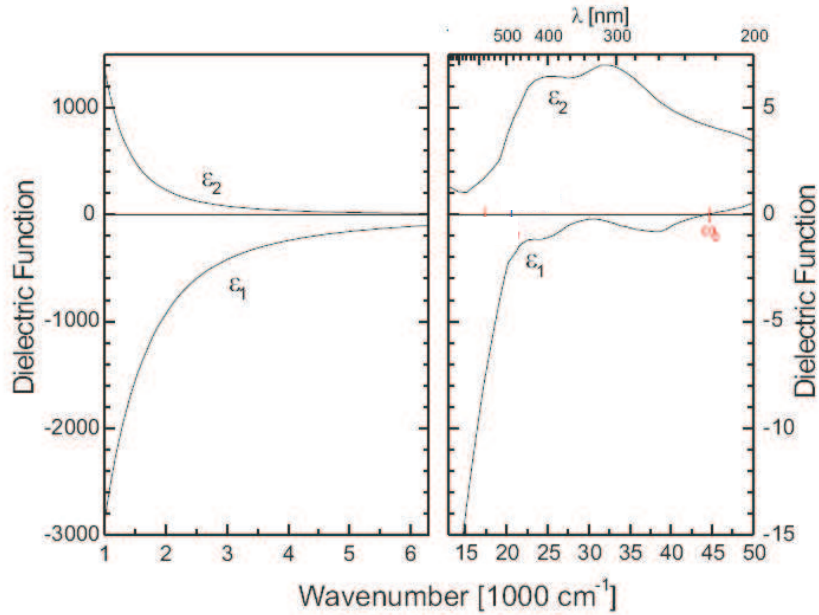 λ [nm]
500 400 300 200
1000
0
-1000
-2000
-3000
5
0
-5
-10
-15
ε2
ε1
ε2
ε1
1 2 3 4 5 6
15 20 25 30 35 40 45 50
Dielectric Function
Dielectric Function
Wavenumber [1000 cm⁻¹]